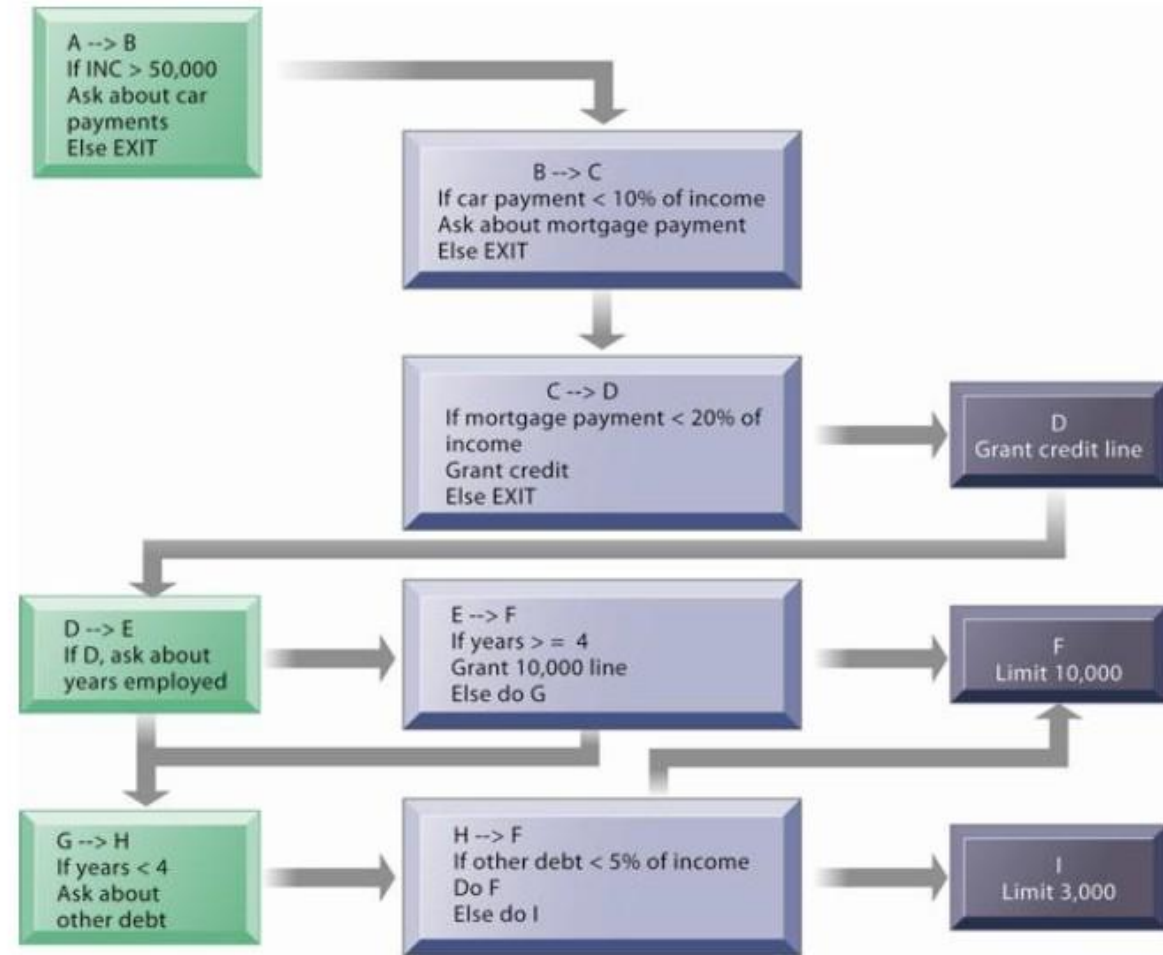 A --> B
If INC > 50,000
Ask about car
payments
Else EXIT
B --> C
If car payment < 10% of income
Ask about mortgage payment
Else EXIT
C --> D
If mortgage payment < 20% of
income
Grant credit
Else EXIT
D
Grant credit line
D --> E
If D, ask about
years employed
E --> F
If years > = 4
Grant 10,000 line
Else do G
F
Limit 10,000
G --> H
If years < 4
Ask about
other debt
H --> F
If other debt < 5% of income
Do F
Else do I
I
Limit 3,000